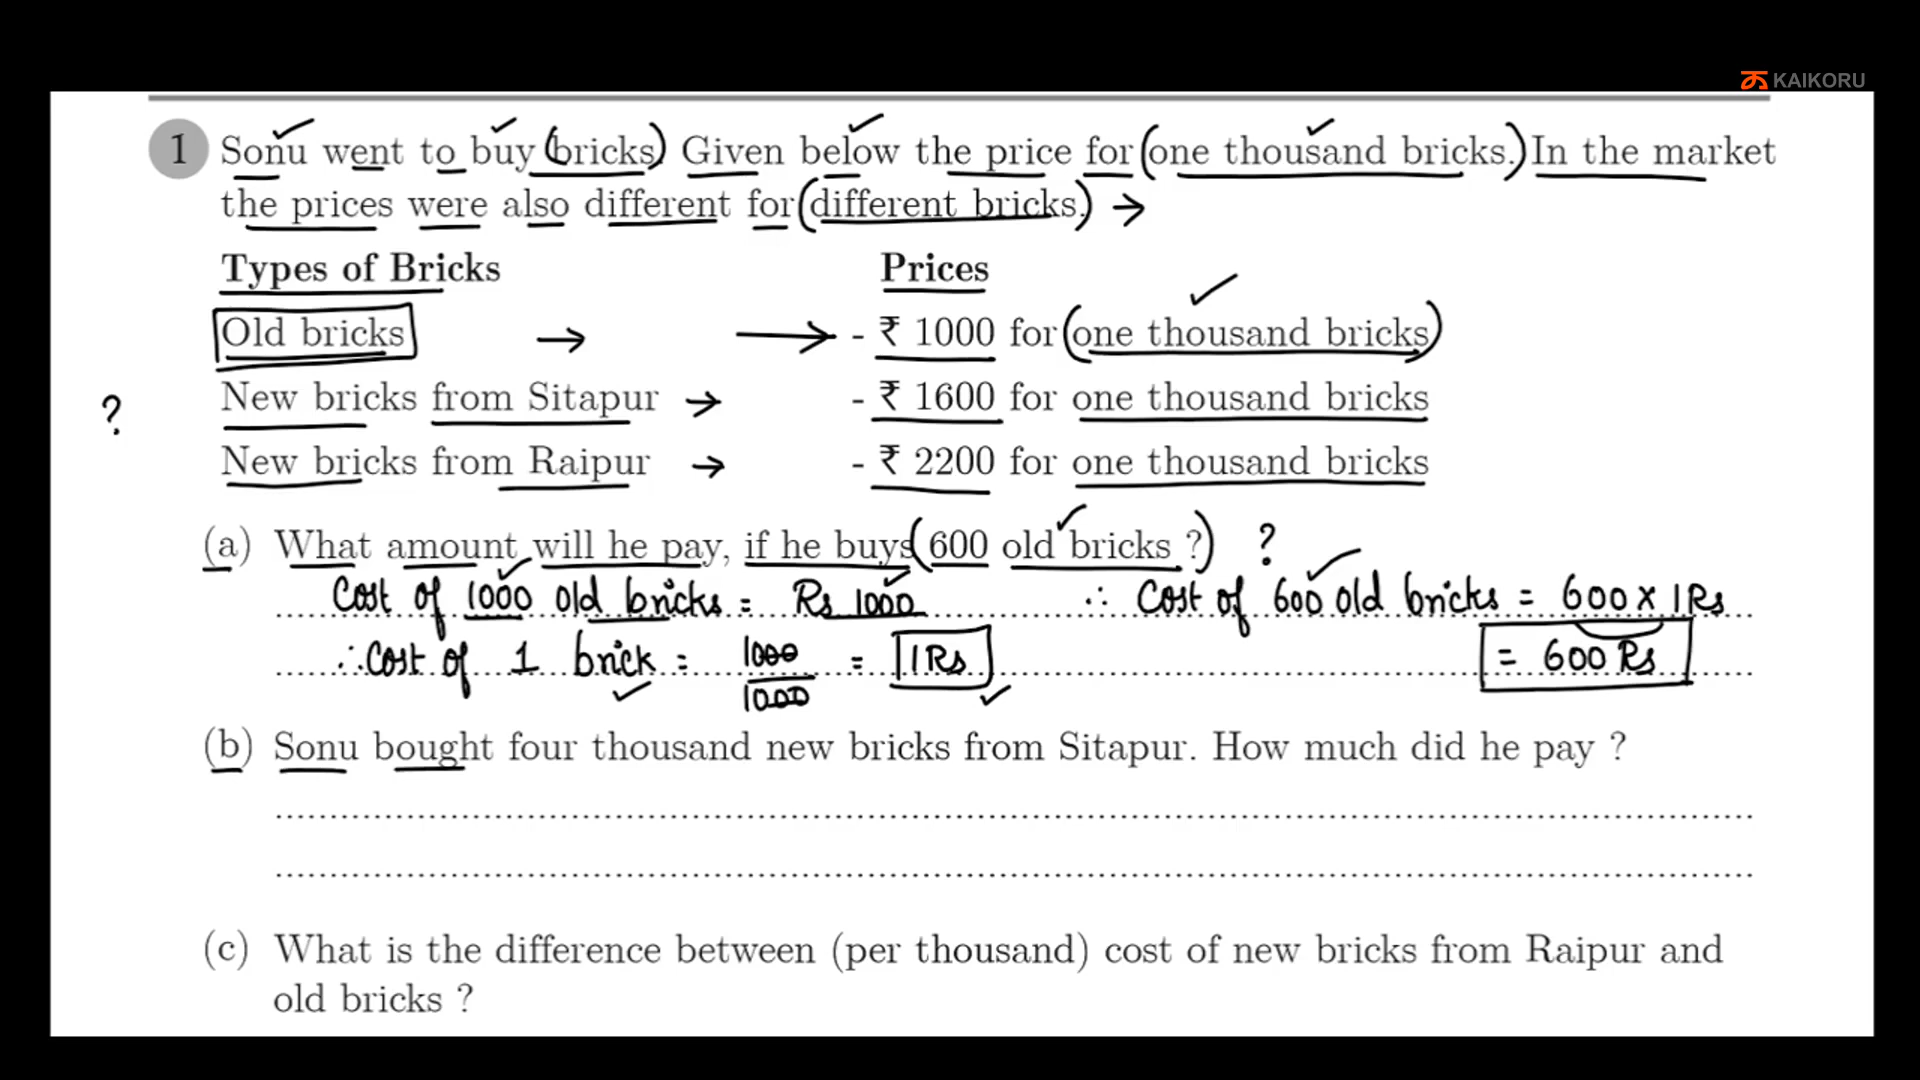 KAIKORU
1 Sonu went to buy (bricks). Given below the price for (one thousand bricks.) In the market
the prices were also different for (different bricks.) →
Types of Bricks Prices
Old bricks → → - ₹ 1000 for (one thousand bricks)
? New bricks from Sitapur → - ₹ 1600 for one thousand bricks
New bricks from Raipur → - ₹ 2200 for one thousand bricks
(a) What amount will he pay, if he buys (600 old bricks ?) ?
Cost of 1000 old bricks = Rs 1000 ∴ Cost of 600 old bricks = 600 x 1 Rs
∴ Cost of 1 brick = 1000/1000 = 1 Rs = 600 Rs
(b) Sonu bought four thousand new bricks from Sitapur. How much did he pay ?
(c) What is the difference between (per thousand) cost of new bricks from Raipur and
old bricks ?